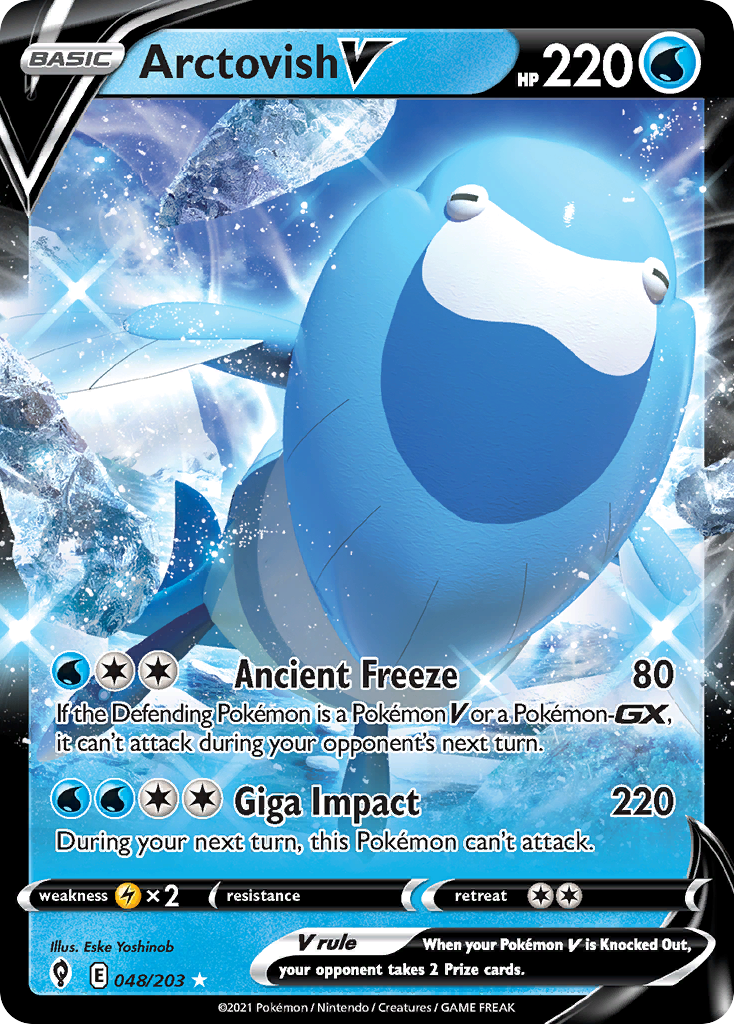 BASIC
Arctovish V
HP 220
Ancient Freeze 80
If the Defending Pokémon is a Pokémon V or a Pokémon-GX,
it can't attack during your opponent's next turn.
Giga Impact 220
During your next turn, this Pokémon can't attack.
weakness ×2 resistance retreat
Illus. Eske Yoshinob
V rule When your Pokémon V is Knocked Out,
your opponent takes 2 Prize cards.
E 048/203
©2021 Pokémon / Nintendo / Creatures / GAME FREAK